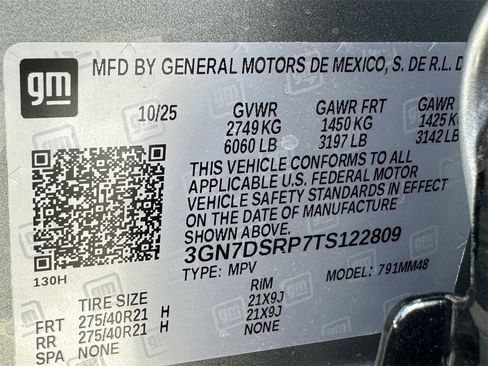 gm MFD BY GENERAL MOTORS DE MEXICO, S. DE R.L. D
10/25 GVWR GAWR FRT GAWR
2749 KG 1450 KG 1425 K
6060 LB 3197 LB 3142 LB
THIS VEHICLE CONFORMS TO ALL
APPLICABLE U.S. FEDERAL MOTOR
VEHICLE SAFETY STANDARDS IN EFFECT
ON THE DATE OF MANUFACTURE
SHOWN ABOVE.
3GN7DSRP7TS122809
130H TYPE: MPV MODEL: 791MM48
TIRE SIZE RIM
FRT 275/40R21 H 21X9J
RR 275/40R21 H 21X9J
SPA NONE NONE